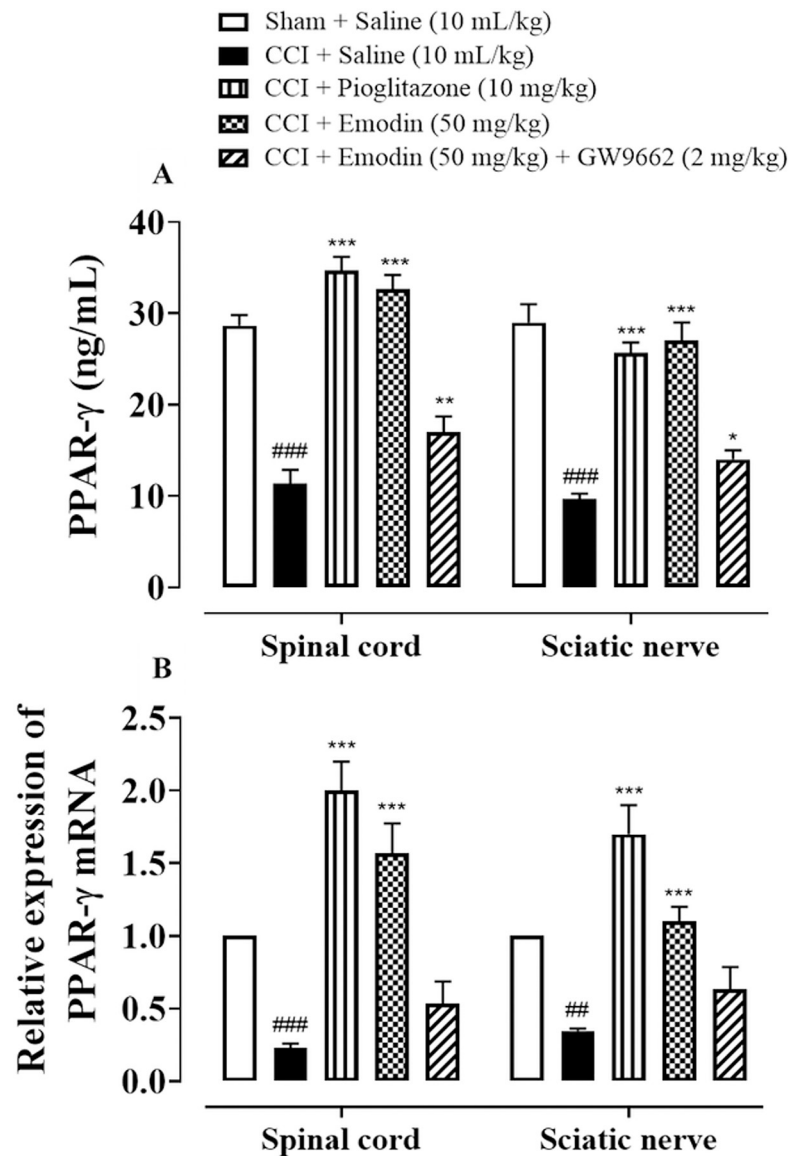 Sham + Saline (10 mL/kg)
CCI + Saline (10 mL/kg)
CCI + Pioglitazone (10 mg/kg)
CCI + Emodin (50 mg/kg)
CCI + Emodin (50 mg/kg) + GW9662 (2 mg/kg)
A
PPAR-γ (ng/mL)
40
30
20
10
0
###
***
***
**
###
***
***
*
Spinal cord
Sciatic nerve
B
Relative expression of
PPAR-γ mRNA
2.5
2.0
1.5
1.0
0.5
0.0
###
***
***
##
***
***
Spinal cord
Sciatic nerve